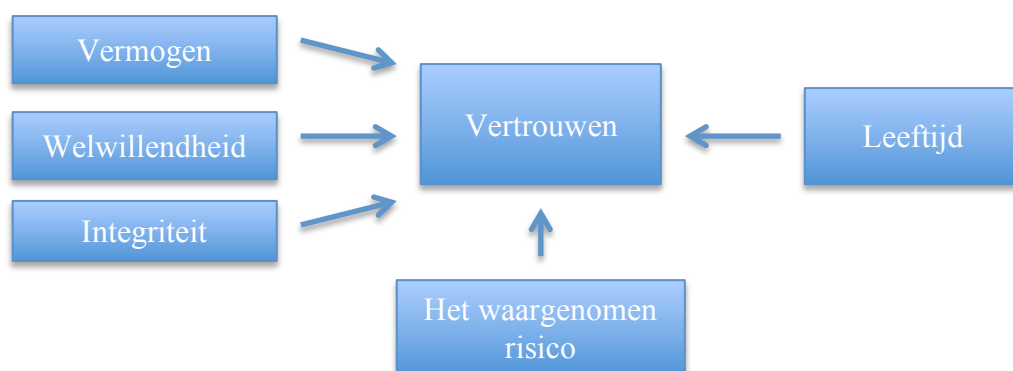 Vermogen
Welwillendheid
Integriteit
Vertrouwen
Leeftijd
Het waargenomen
risico